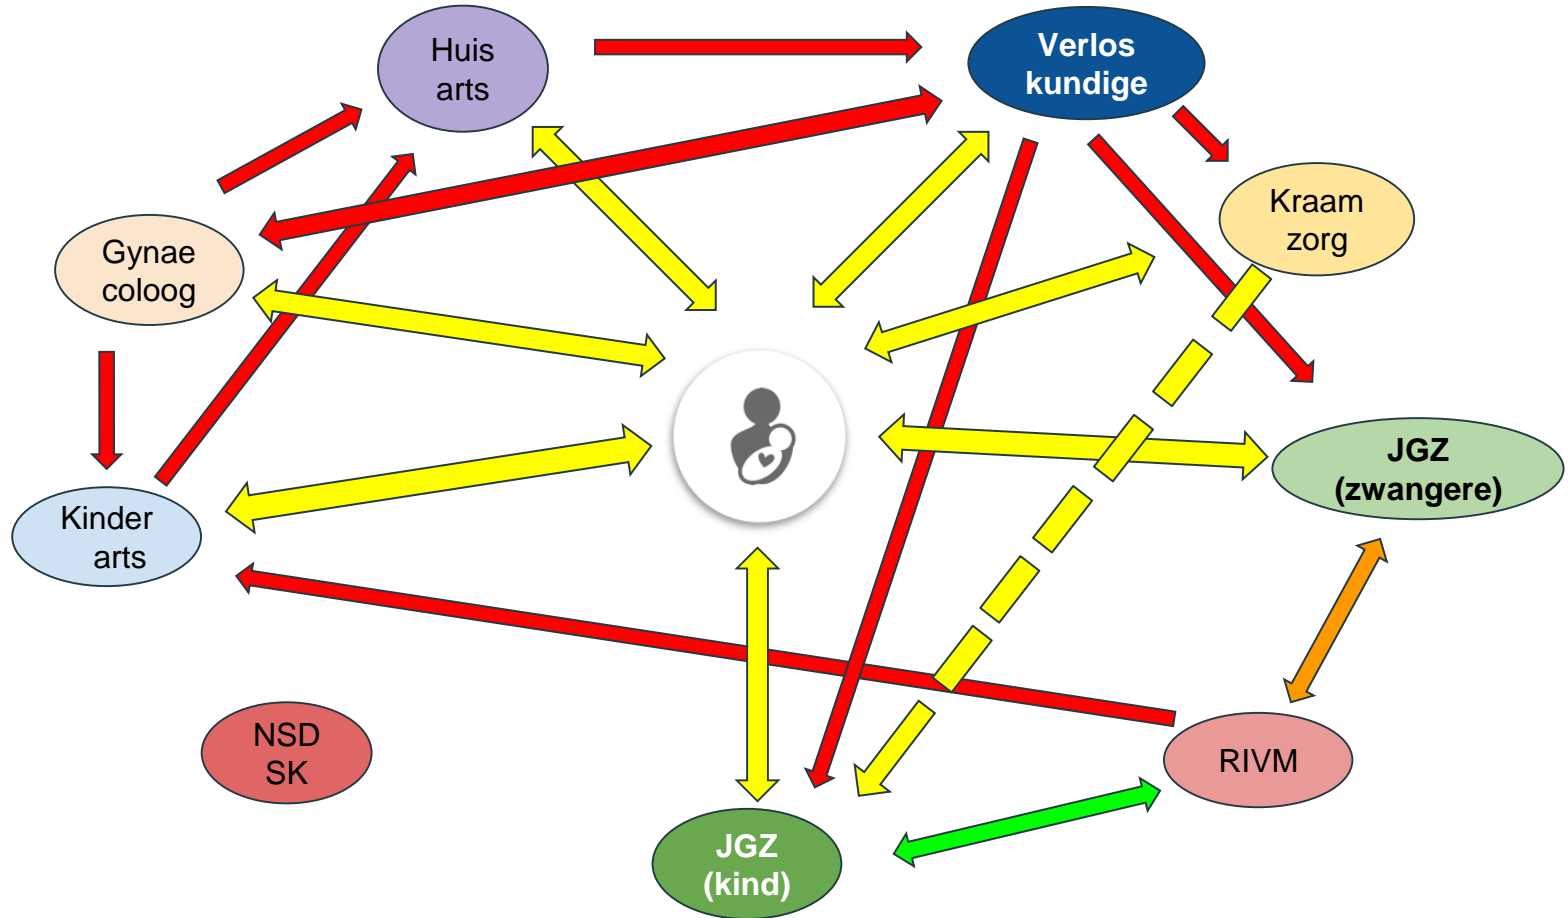 Huis
arts
Verlos
kundige
Kraam
zorg
Gynae
coloog
JGZ
(zwangere)
Kinder
arts
NSD
SK
RIVM
JGZ
(kind)